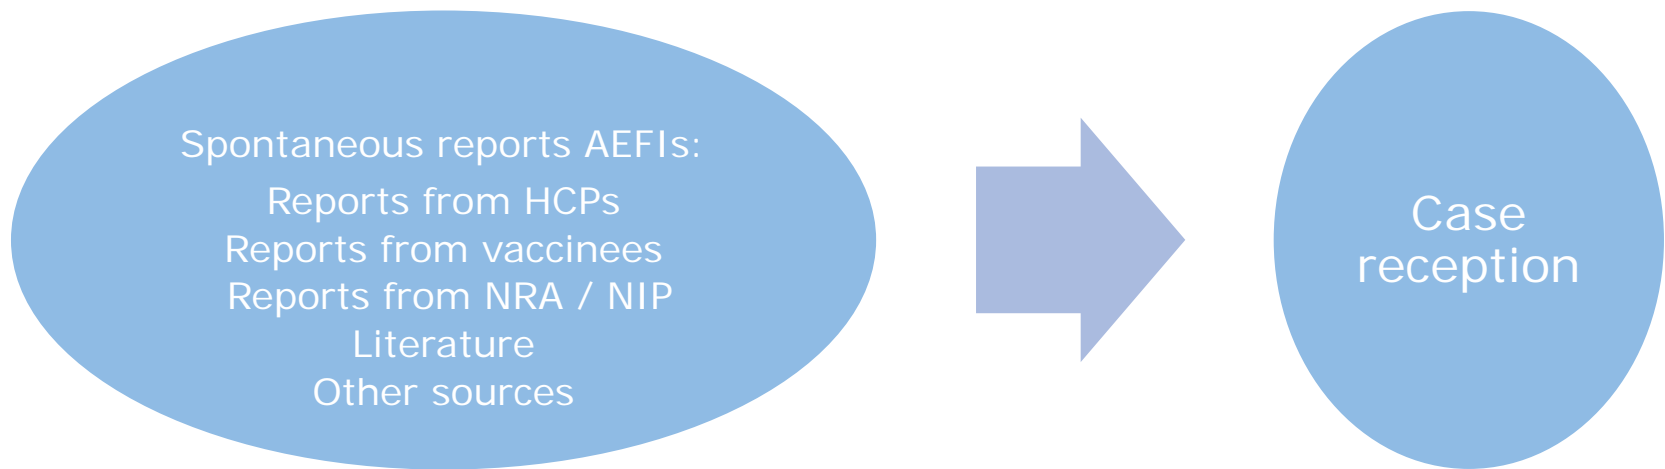 Spontaneous reports AEFIs:
Reports from HCPs
Reports from vaccinees
Reports from NRA / NIP
Literature
Other sources
Case
reception